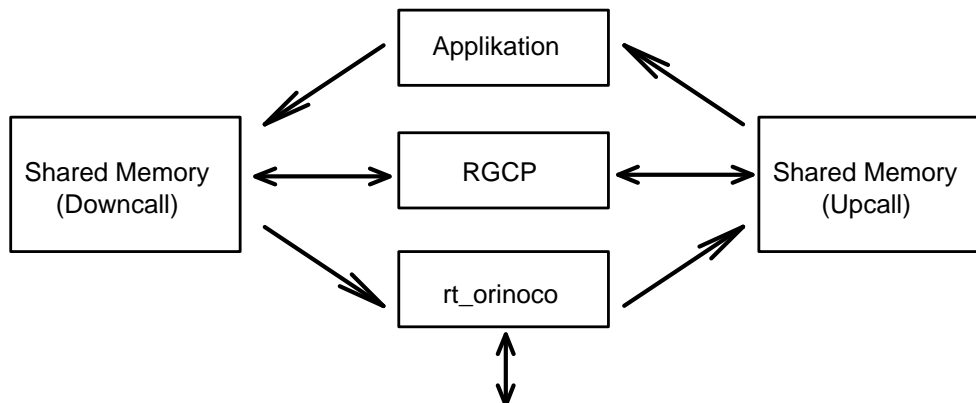 Applikation
Shared Memory
(Downcall)
RGCP
Shared Memory
(Upcall)
rt_orinoco